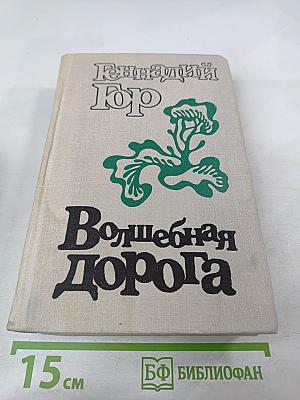 Геннадий
Гор
Волшебная
дорога
15 см
БФ БИБЛИОФАН